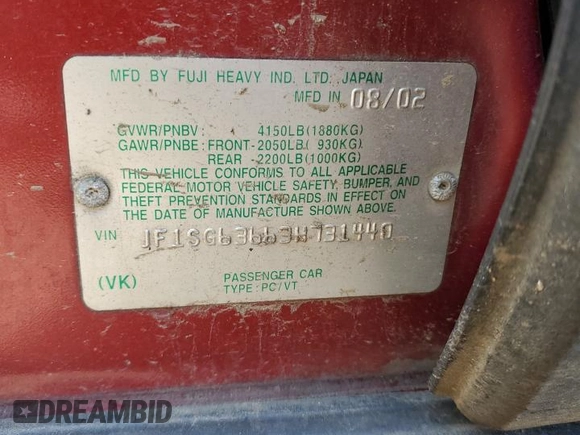 MFD BY FUJI HEAVY IND. LTD. JAPAN
MFD IN 08/02
GVWR/PNBV: 4150LB(1880KG)
GAWR/PNBE: FRONT-2050LB( 930KG)
REAR -2200LB(1000KG)
THIS VEHICLE CONFORMS TO ALL APPLICABLE
FEDERAL MOTOR VEHICLE SAFETY, BUMPER, AND
THEFT PREVENTION STANDARDS IN EFFECT ON
THE DATE OF MANUFACTURE SHOWN ABOVE.
VIN JF1SG63663H731440
(VK) PASSENGER CAR
TYPE: PC/VT
DREAMBID